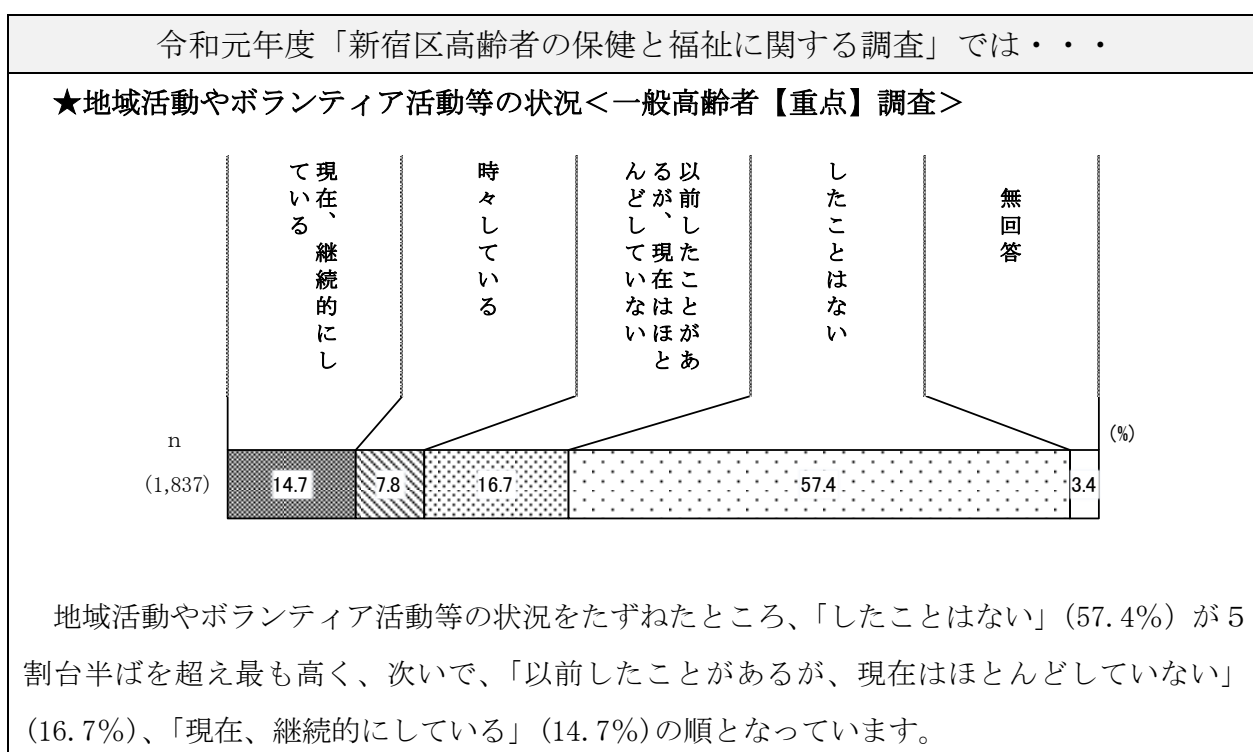 令和元年度「新宿区高齢者の保健と福祉に関する調査」では・・・
★地域活動やボランティア活動等の状況＜一般高齢者【重点】調査＞
現在、継続的にし
ている
時々している
以前したことがあ
るが、現在はほと
んどしていない
したことはない
無回答
(%)
n
(1,837)
14.7
7.8
16.7
57.4
3.4
地域活動やボランティア活動等の状況をたずねたところ、「したことはない」(57.4%) が５
割台半ばを超え最も高く、次いで、「以前したことがあるが、現在はほとんどしていない」
(16.7%)、「現在、継続的にしている」(14.7%)の順となっています。